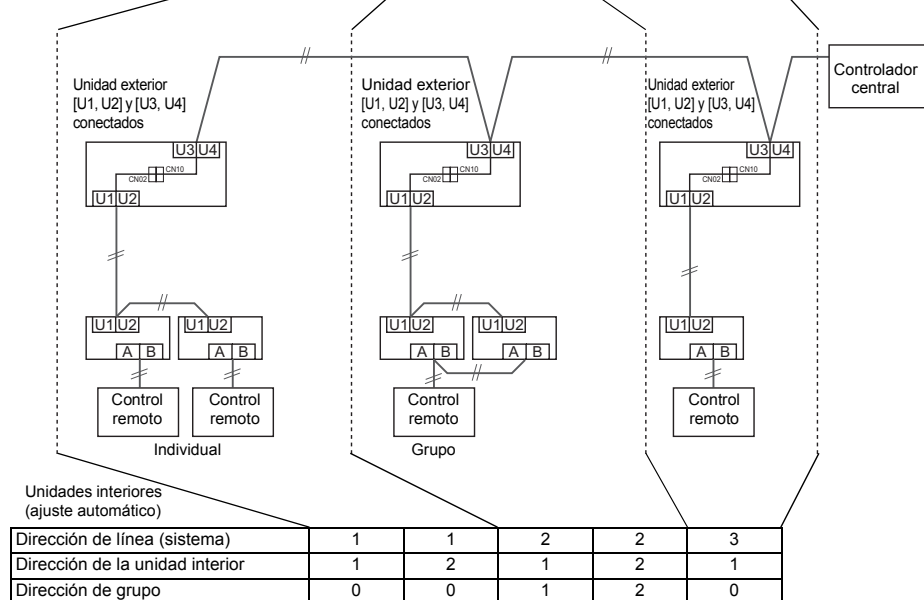 Controlador
central
Unidad exterior
[U1, U2] y [U3, U4]
conectados
Unidad exterior
[U1, U2] y [U3, U4]
conectados
Unidad exterior
[U1, U2] y [U3, U4]
conectados
U3 U4
U3 U4
U3 U4
CN02 CN10
CN02 CN10
CN02 CN10
U1 U2
U1 U2
U1 U2
U1 U2
U1 U2
U1 U2
U1 U2
U1 U2
A B
A B
A B
A B
A B
Control
remoto
Control
remoto
Control
remoto
Control
remoto
Individual
Grupo
Unidades interiores
(ajuste automático)
Dirección de línea (sistema) 1 1 2 2 3
Dirección de la unidad interior 1 2 1 2 1
Dirección de grupo 0 0 1 2 0